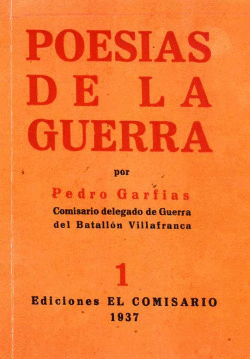 POESIAS
DE LA
GUERRA
por
Pedro Garfias
Comisario delegado de Guerra
del Batallón Villafranca
1
Ediciones EL COMISARIO
1937